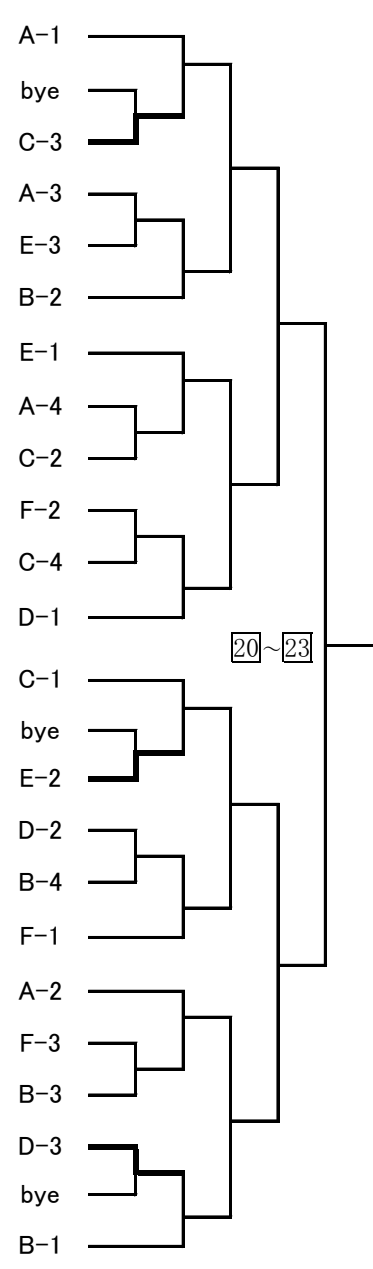 A-1
bye
C-3
A-3
E-3
B-2
E-1
A-4
C-2
F-2
C-4
D-1
20~23
C-1
bye
E-2
D-2
B-4
F-1
A-2
F-3
B-3
D-3
bye
B-1